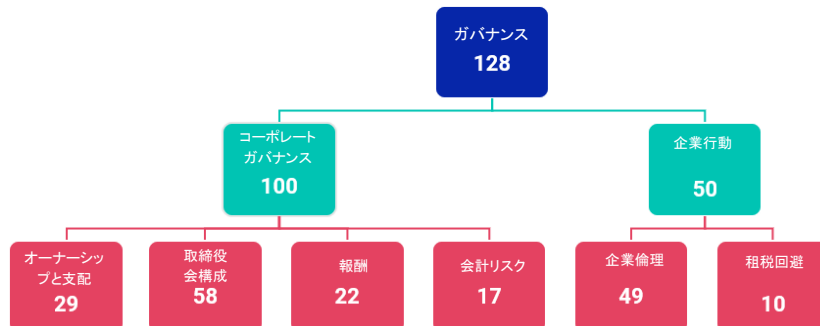 ガバナンス
128
コーポレート
ガバナンス
100
企業行動
50
オーナーシッ
プと支配
29
取締役
会構成
58
報酬
22
会計リスク
17
企業倫理
49
租税回避
10